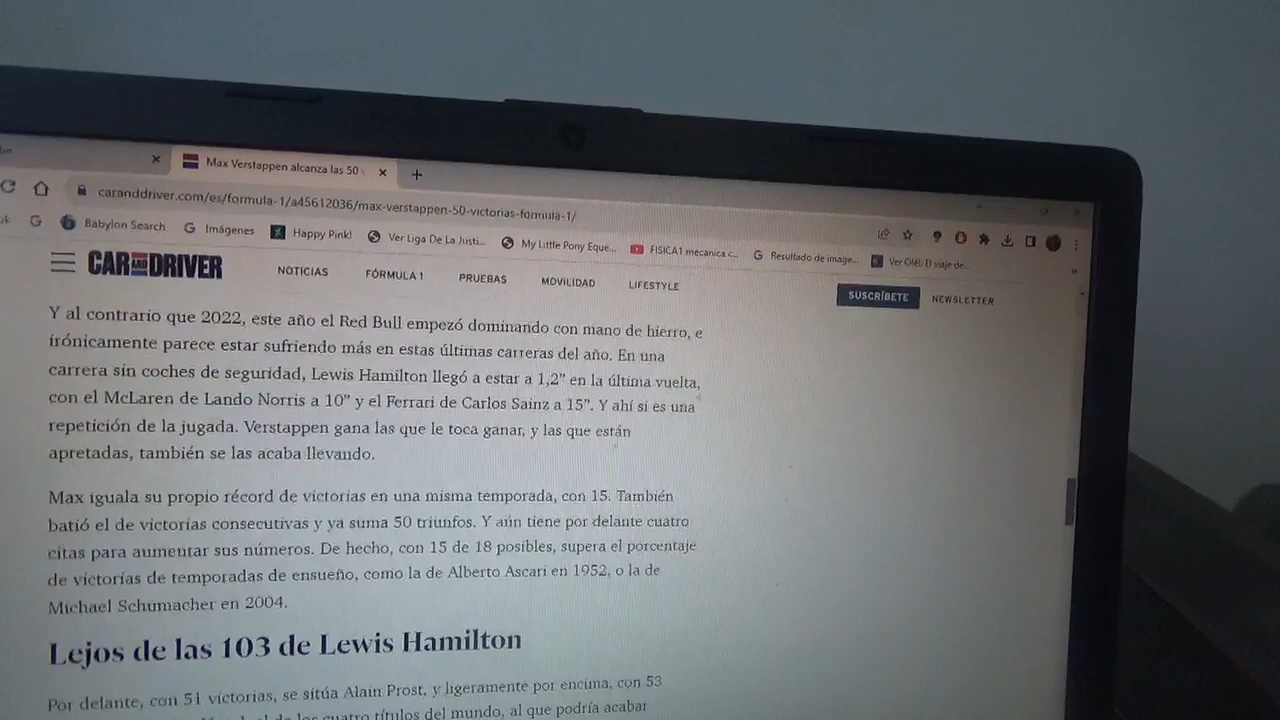 Max Verstappen alcanza las 50
caranddriver.com/es/formula-1/a45612036/max-verstappen-50-victorias-formula-1/
Babylon Search Imágenes Happy Pink! Ver Liga De La Justi... My Little Pony Eque... FISICA1 mecánica c... Resultado de image... Ver Olé!: El viaje de...
CAR AND DRIVER NOTICIAS FÓRMULA 1 PRUEBAS MOVILIDAD LIFESTYLE SUSCRÍBETE NEWSLETTER
Y al contrario que 2022, este año el Red Bull empezó dominando con mano de hierro, e
irónicamente parece estar sufriendo más en estas últimas carreras del año. En una
carrera sin coches de seguridad, Lewis Hamilton llegó a estar a 1,2” en la última vuelta,
con el McLaren de Lando Norris a 10” y el Ferrari de Carlos Sainz a 15”. Y ahí sí es una
repetición de la jugada. Verstappen gana las que le toca ganar, y las que están
apretadas, también se las acaba llevando.
Max iguala su propio récord de victorias en una misma temporada, con 15. También
batió el de victorias consecutivas y ya suma 50 triunfos. Y aún tiene por delante cuatro
citas para aumentar sus números. De hecho, con 15 de 18 posibles, supera el porcentaje
de victorias de temporadas de ensueño, como la de Alberto Ascari en 1952, o la de
Michael Schumacher en 2004.
Lejos de las 103 de Lewis Hamilton
Por delante, con 51 victorias, se sitúa Alain Prost, y ligeramente por encima, con 53
los cuatro títulos del mundo, al que podría acabar